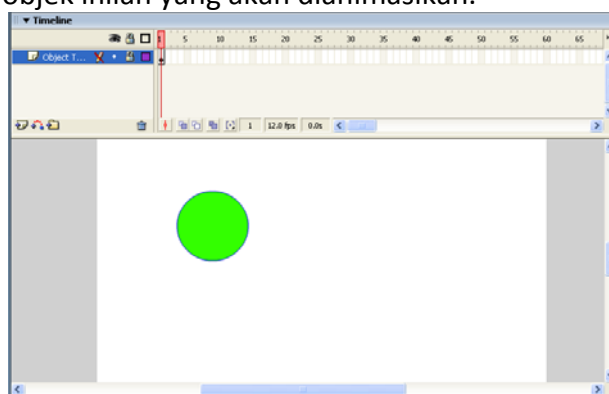 objek inilah yang akan dianimasikan.
Timeline
1 5 10 15 20 25 30 35 40 45 50 55 60 65
Object T...
1 12.0 fps 0.0s